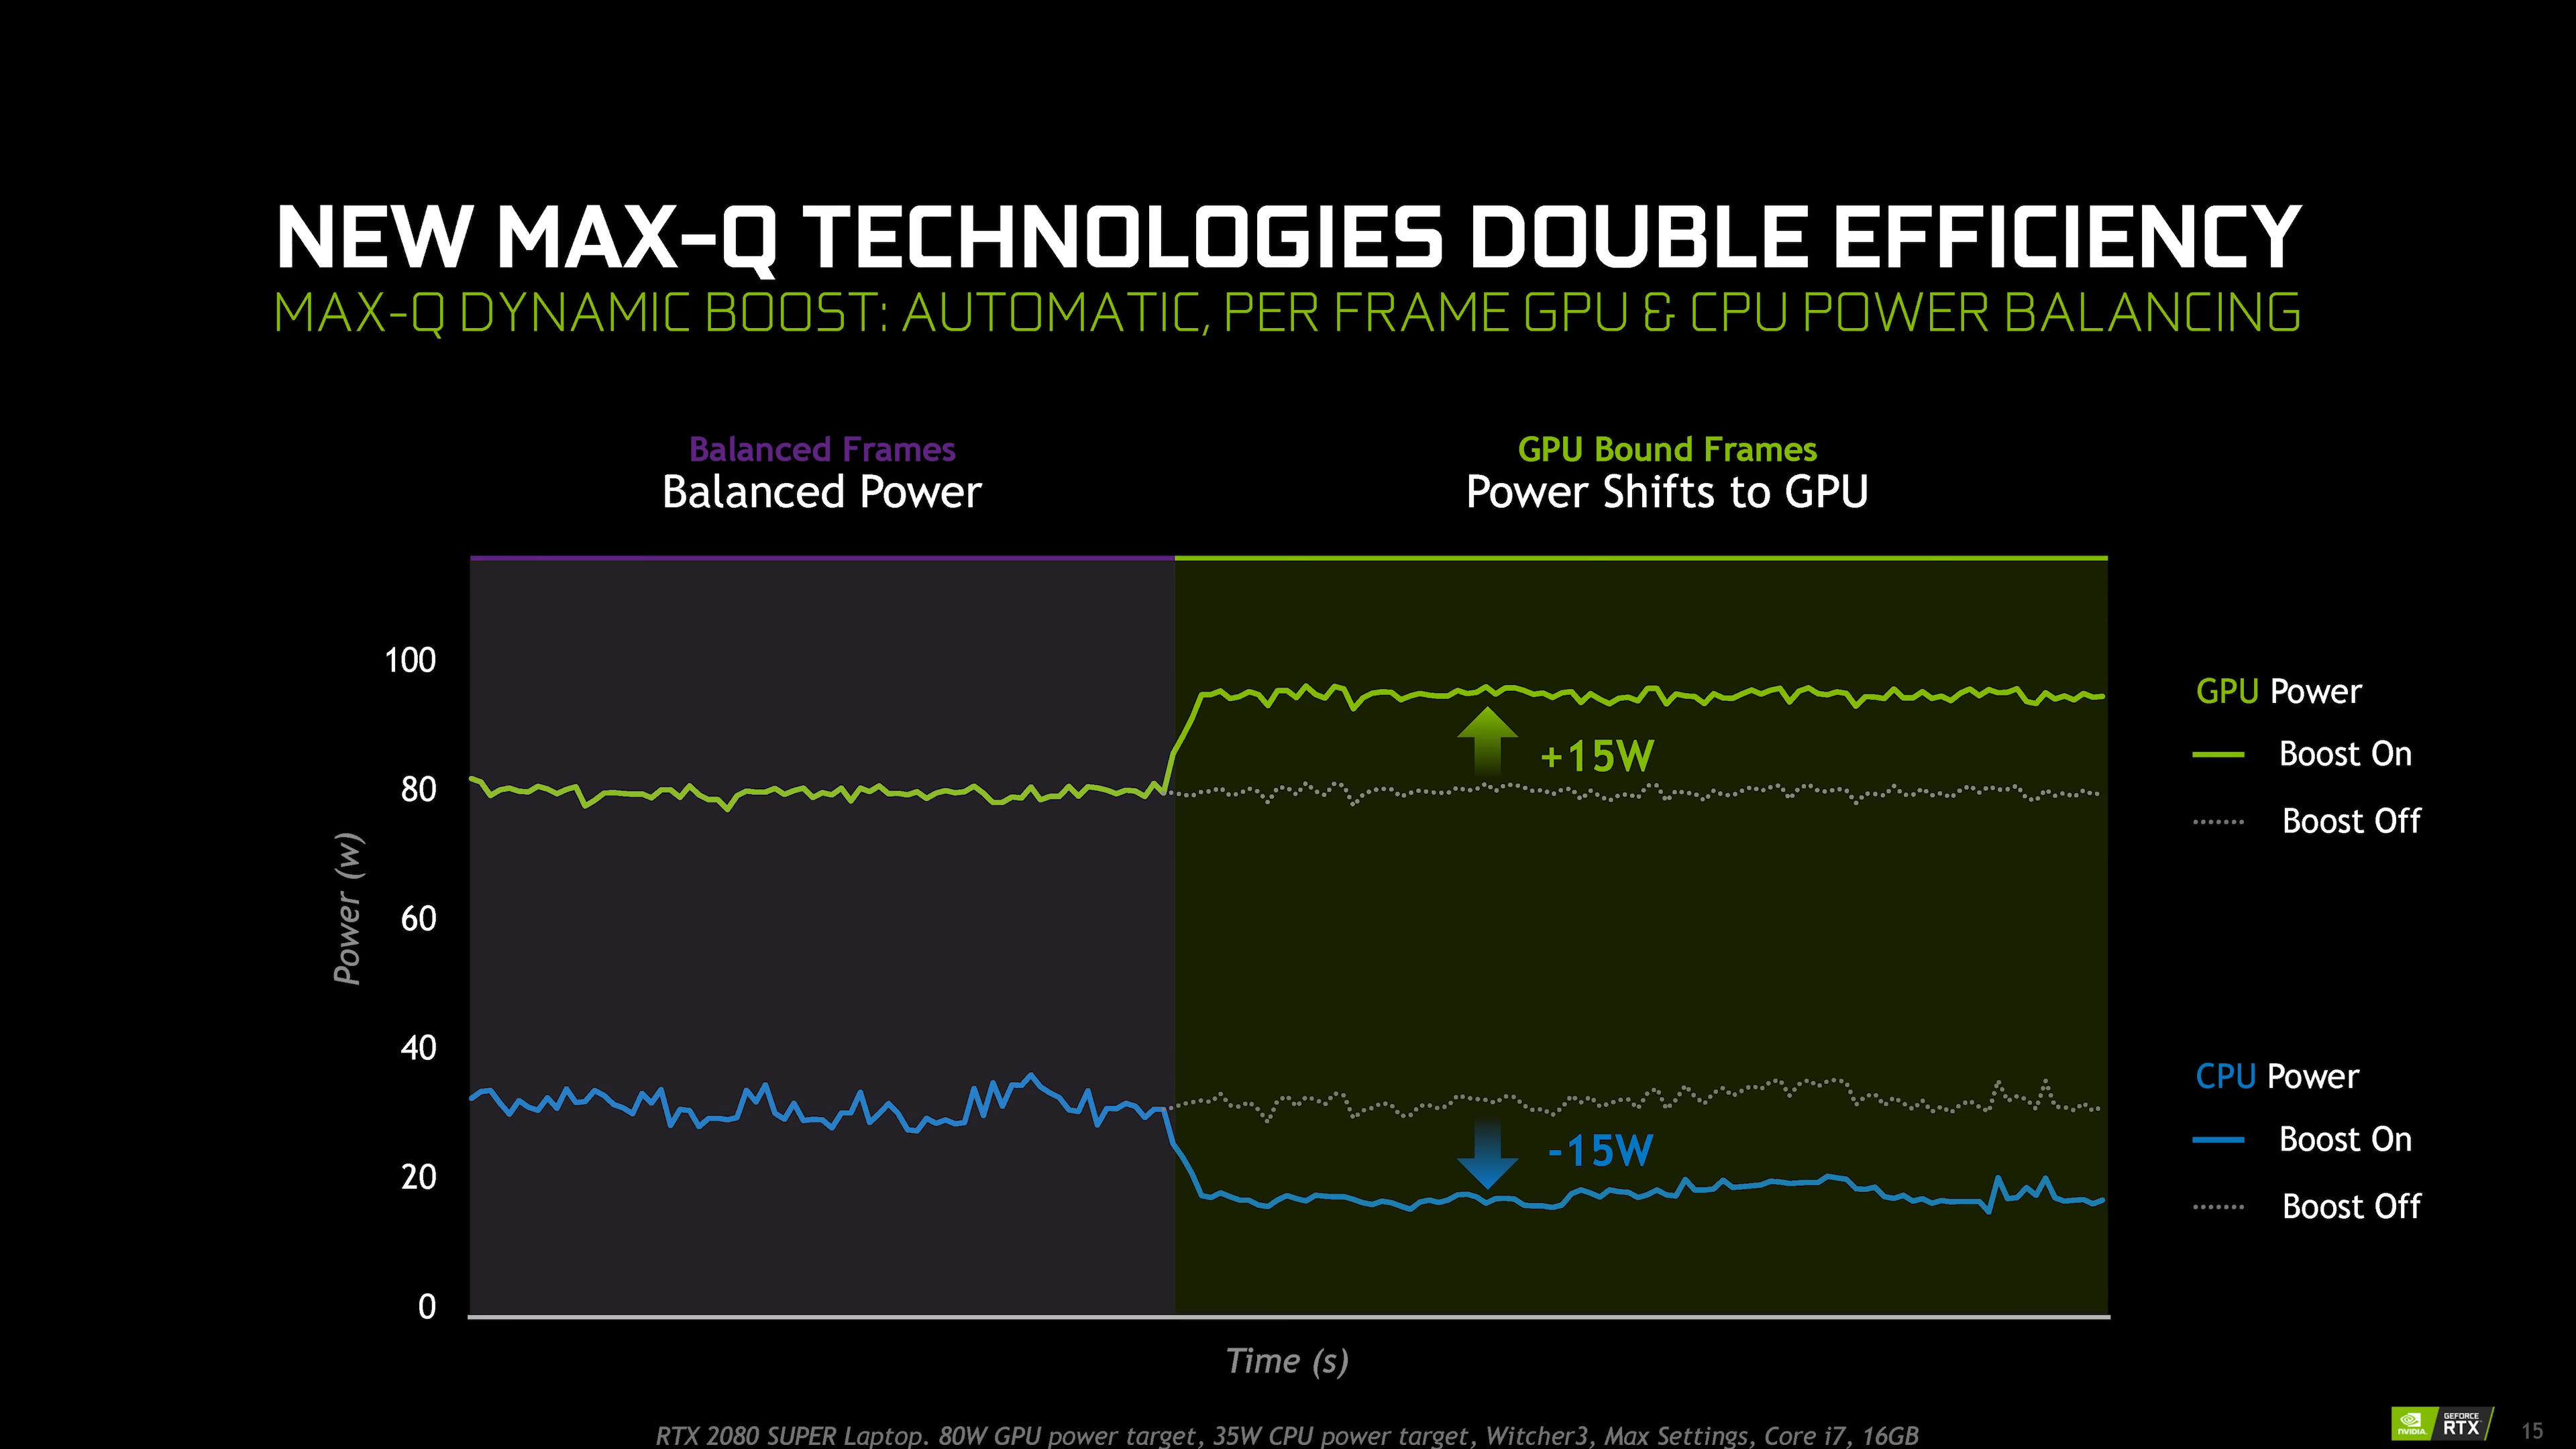 NEW MAX-Q TECHNOLOGIES DOUBLE EFFICIENCY
MAX-Q DYNAMIC BOOST: AUTOMATIC, PER FRAME GPU & CPU POWER BALANCING
Balanced Frames
Balanced Power
GPU Bound Frames
Power Shifts to GPU
100
80
60
40
20
0
Power (w)
+15W
-15W
GPU Power
Boost On
Boost Off
CPU Power
Boost On
Boost Off
Time (s)
RTX 2080 SUPER Laptop. 80W GPU power target, 35W CPU power target, Witcher3, Max Settings, Core i7, 16GB
NVIDIA.
GEFORCE
RTX
15